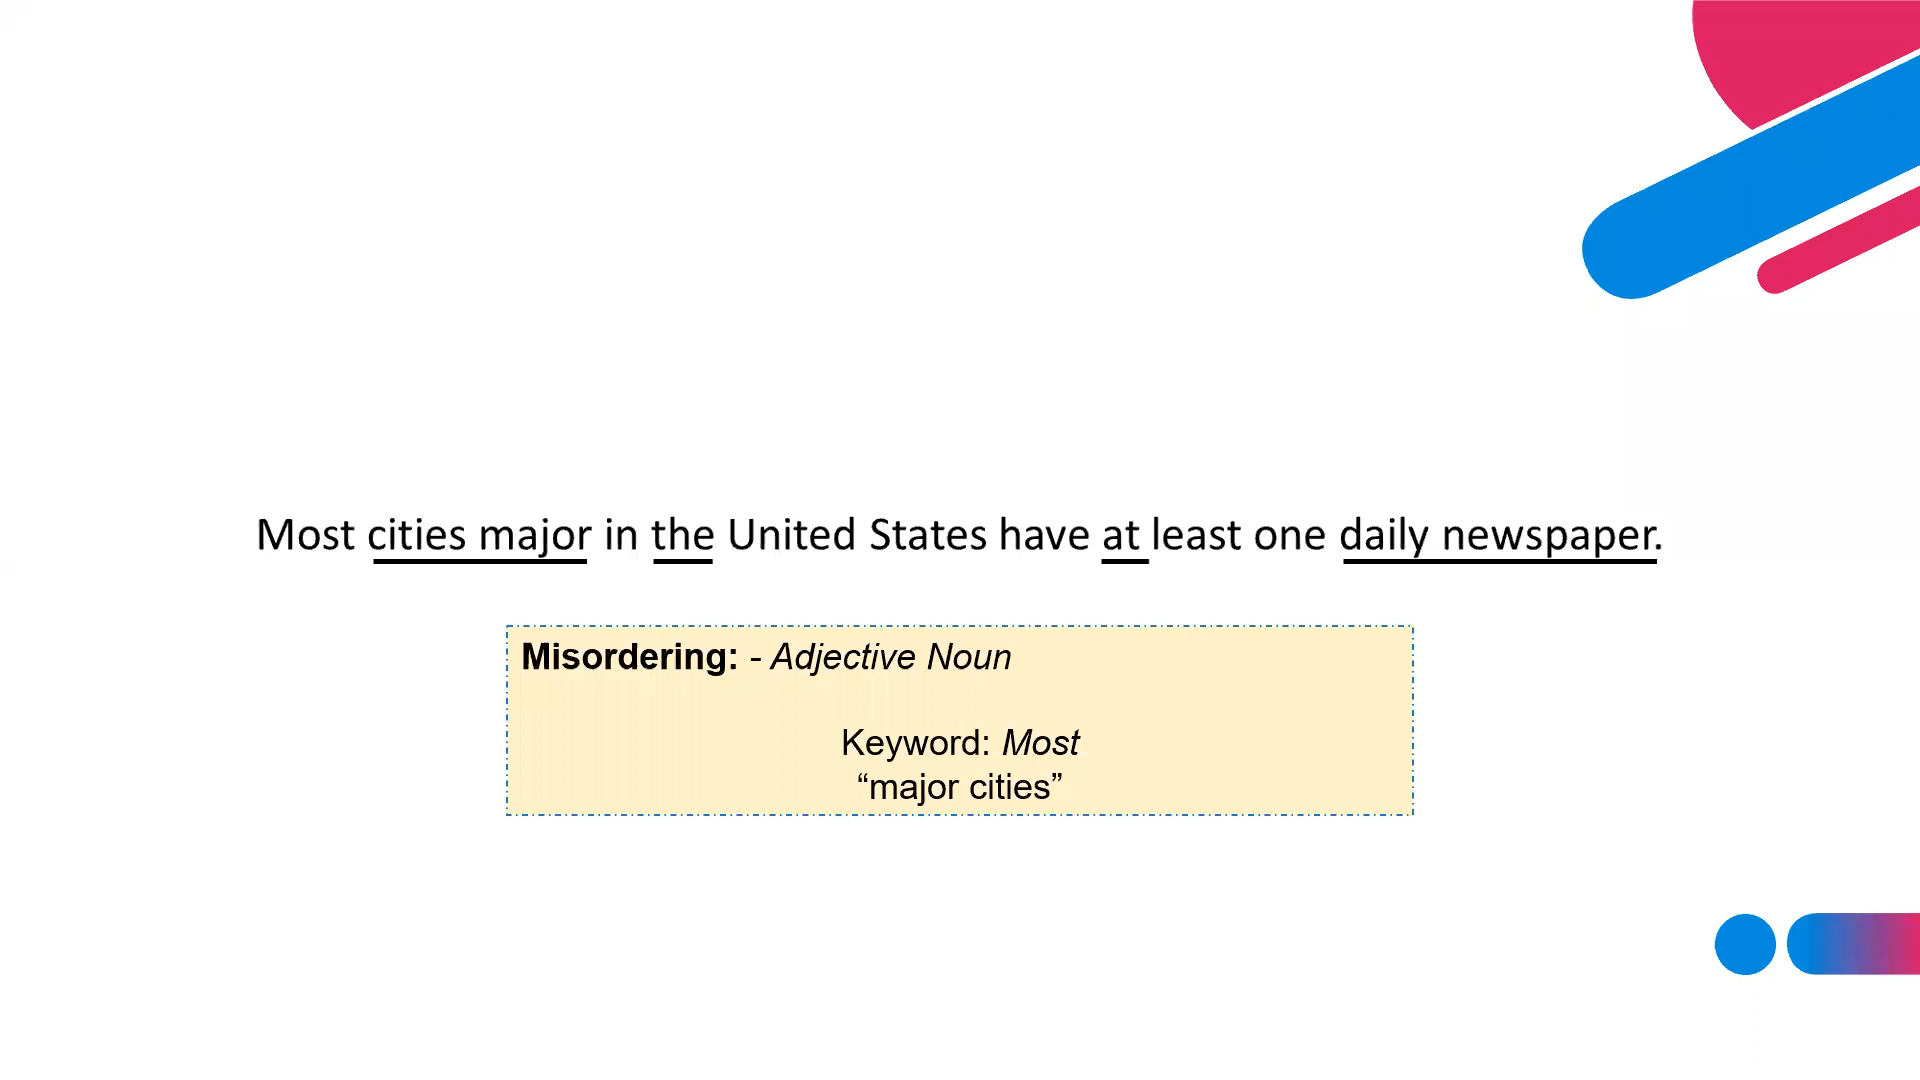 Most cities major in the United States have at least one daily newspaper.
Misordering: - Adjective Noun
Keyword: Most
“major cities”